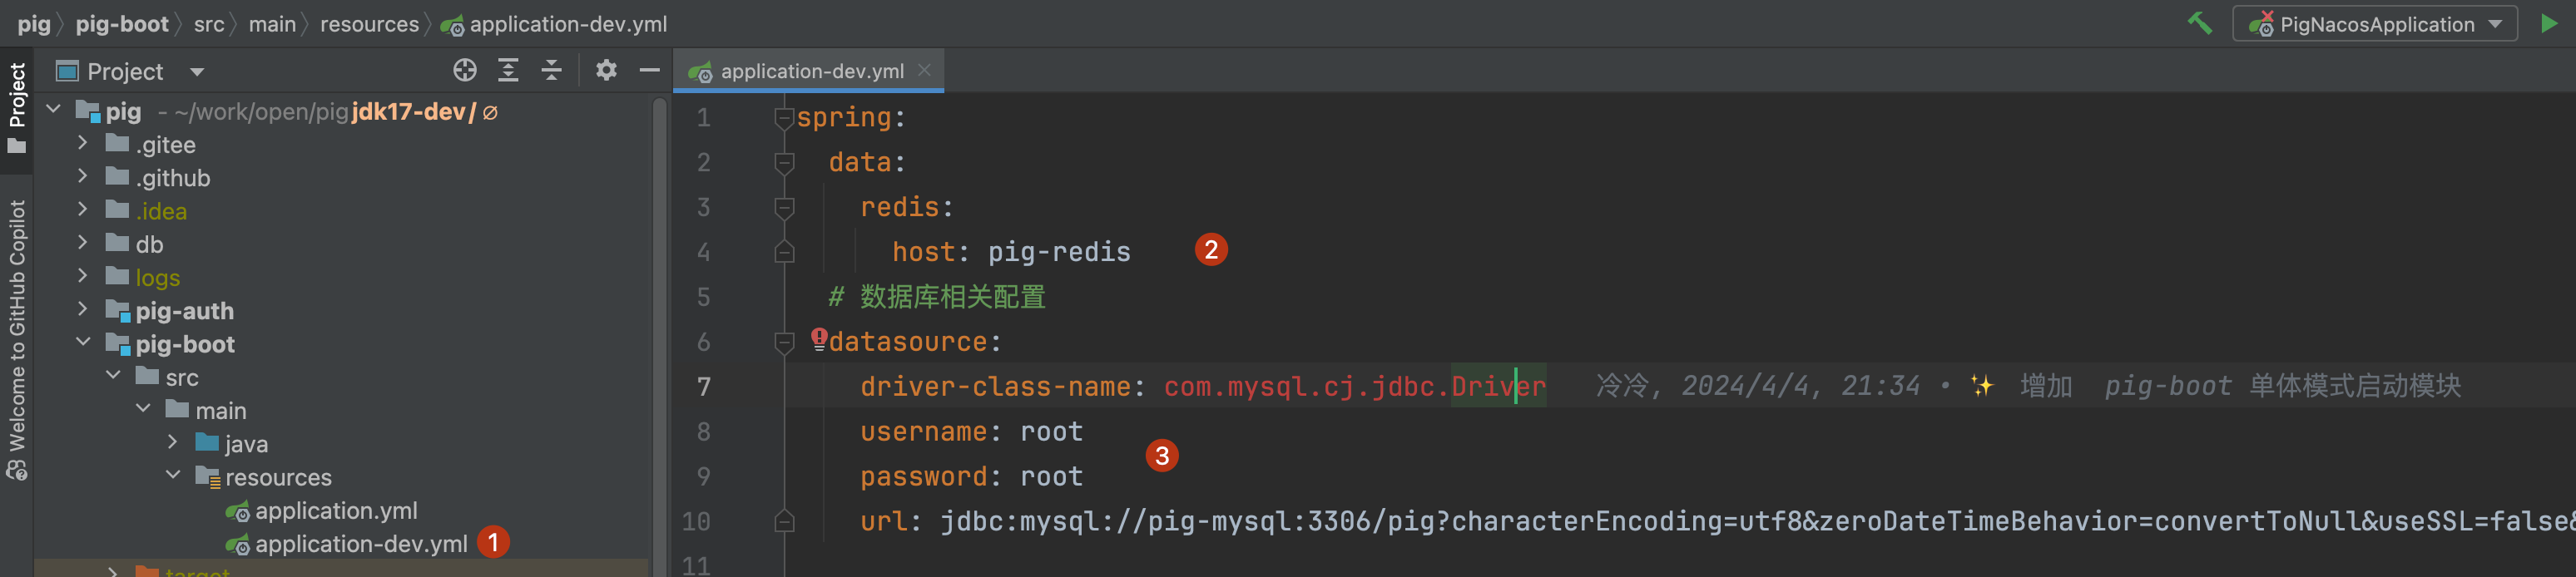 pig pig-boot src main resources application-dev.yml
PigNacosApplication
Project
application-dev.yml
Project
Welcome to GitHub Copilot
pig - ~/work/open/pig jdk17-dev / ∅
.gitee
.github
.idea
db
logs
pig-auth
pig-boot
src
main
java
resources
application.yml
application-dev.yml 1
target
1 spring:
2 data:
3 redis:
4 host: pig-redis 2
5 # 数据库相关配置
6 datasource:
7 driver-class-name: com.mysql.cj.jdbc.Driver 冷冷, 2024/4/4, 21:34 • ✨ 增加 pig-boot 单体模式启动模块
8 username: root
3
9 password: root
10 url: jdbc:mysql://pig-mysql:3306/pig?characterEncoding=utf8&zeroDateTimeBehavior=convertToNull&useSSL=false&
11